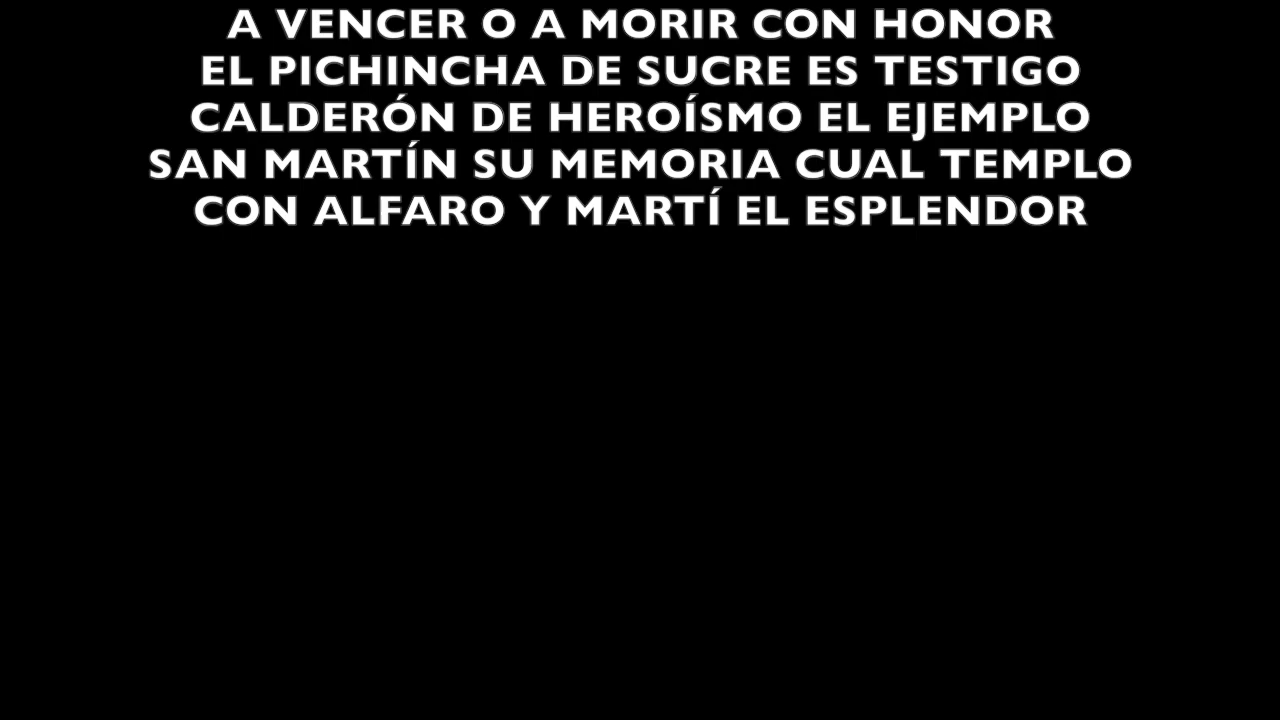 A VENCER O A MORIR CON HONOR
EL PICHINCHA DE SUCRE ES TESTIGO
CALDERÓN DE HEROÍSMO EL EJEMPLO
SAN MARTÍN SU MEMORIA CUAL TEMPLO
CON ALFARO Y MARTÍ EL ESPLENDOR